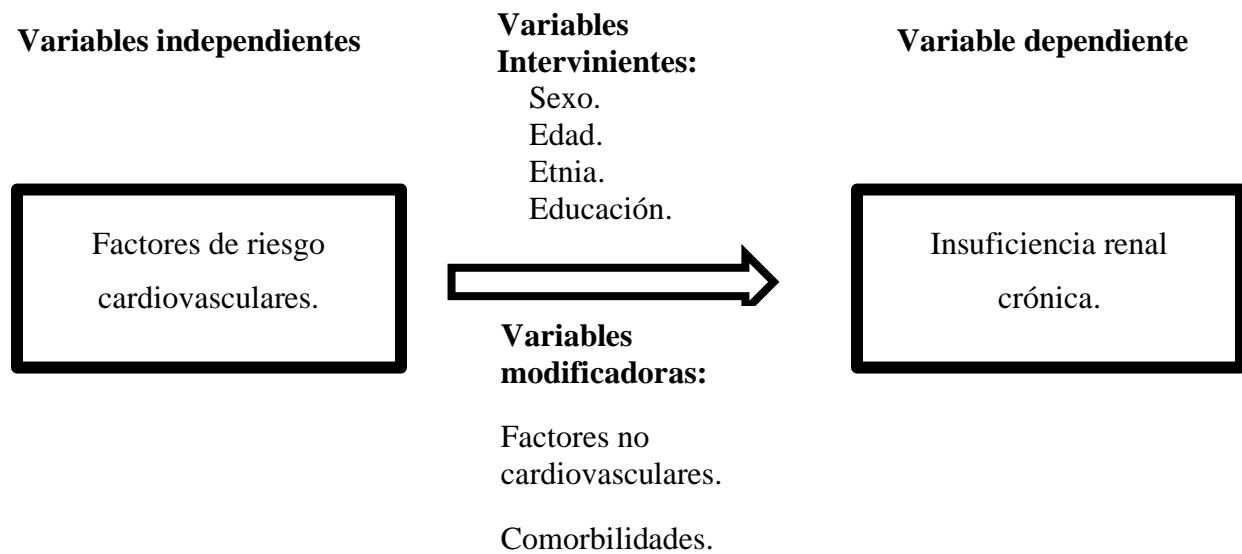 Variables independientes
Variables
Intervinientes:
Sexo.
Edad.
Etnia.
Educación.
Variable dependiente
Factores de riesgo
cardiovasculares.
Insuficiencia renal
crónica.
Variables
modificadoras:
Factores no
cardiovasculares.
Comorbilidades.